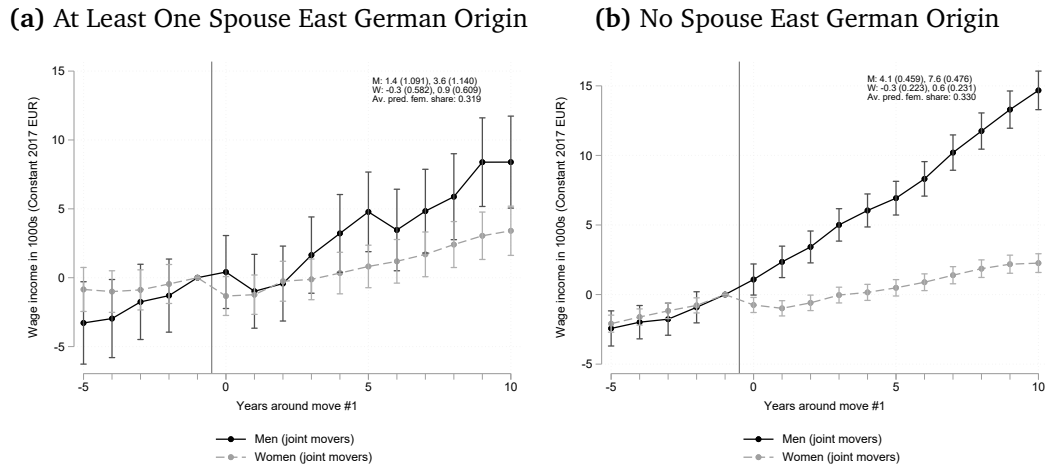 (a) At Least One Spouse East German Origin
(b) No Spouse East German Origin
Wage income in 1000s (Constant 2017 EUR)
15
10
5
0
-5
M: 1.4 (1.091), 3.6 (1.140)
W: -0.3 (0.582), 0.9 (0.609)
Av. pred. fem. share: 0.319
-5
0
5
10
Years around move #1
Men (joint movers)
Women (joint movers)
Wage income in 1000s (Constant 2017 EUR)
15
10
5
0
-5
M: 4.1 (0.459), 7.6 (0.476)
W: -0.3 (0.223), 0.6 (0.231)
Av. pred. fem. share: 0.330
-5
0
5
10
Years around move #1
Men (joint movers)
Women (joint movers)